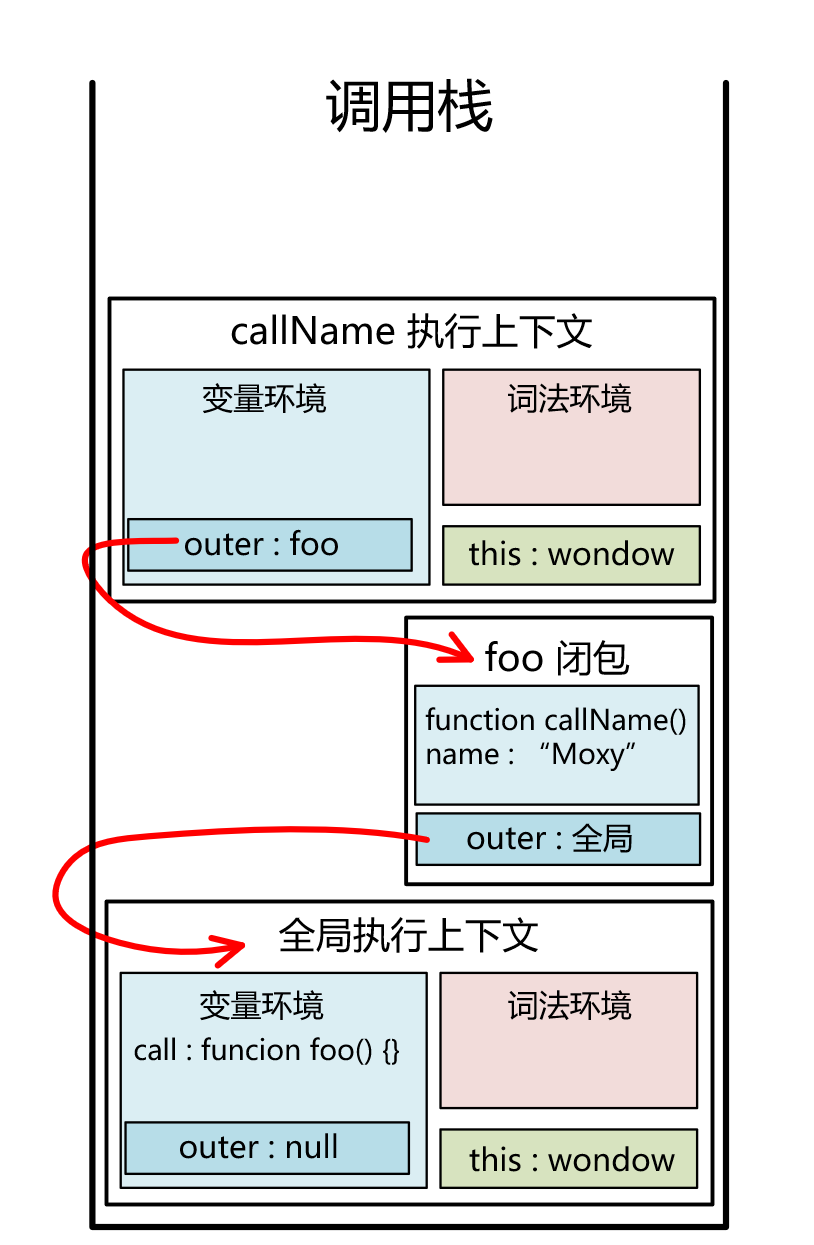 调用栈
callName 执行上下文
变量环境
词法环境
outer : foo
this : wondow
foo 闭包
function callName()
name : “Moxy”
outer : 全局
全局执行上下文
变量环境
词法环境
call : funcion foo() {}
outer : null
this : wondow